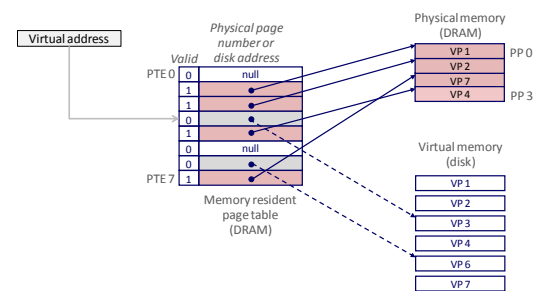 Virtual address
Physical page
number or
disk address
Valid
PTE 0
0
null
1
1
0
1
0
null
0
PTE 7
1
Memory resident
page table
(DRAM)
Physical memory
(DRAM)
VP 1
PP 0
VP 2
VP 7
VP 4
PP 3
Virtual memory
(disk)
VP 1
VP 2
VP 3
VP 4
VP 6
VP 7